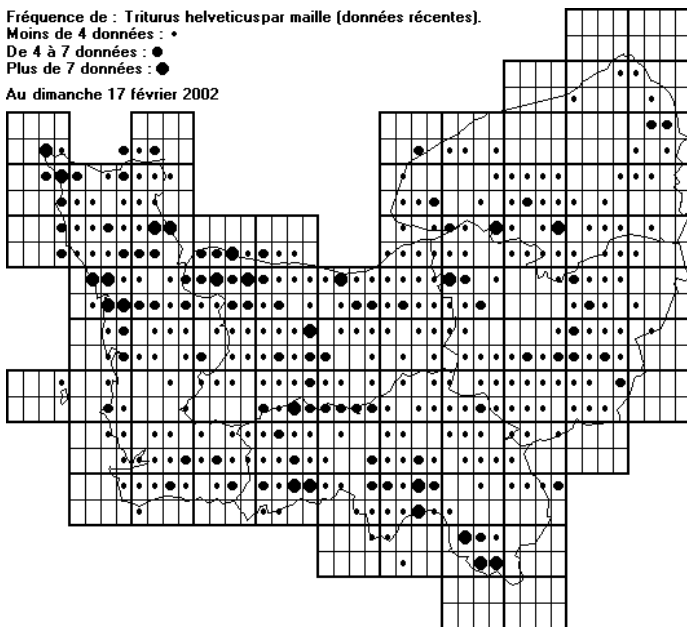 Fréquence de : Triturus helveticuspar maille (données récentes).
Moins de 4 données :
De 4 à 7 données :
Plus de 7 données :
Au dimanche 17 février 2002